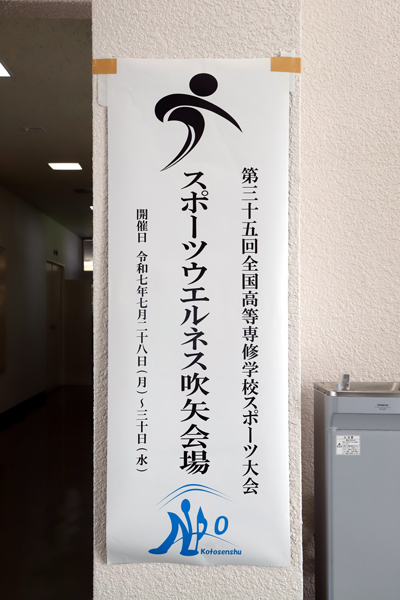 第三十五回全国高等専修学校スポーツ大会
スポーツウエルネス吹矢会場
開催日 令和七年七月二十八日(月)~三十日(水)
Kotosenshu